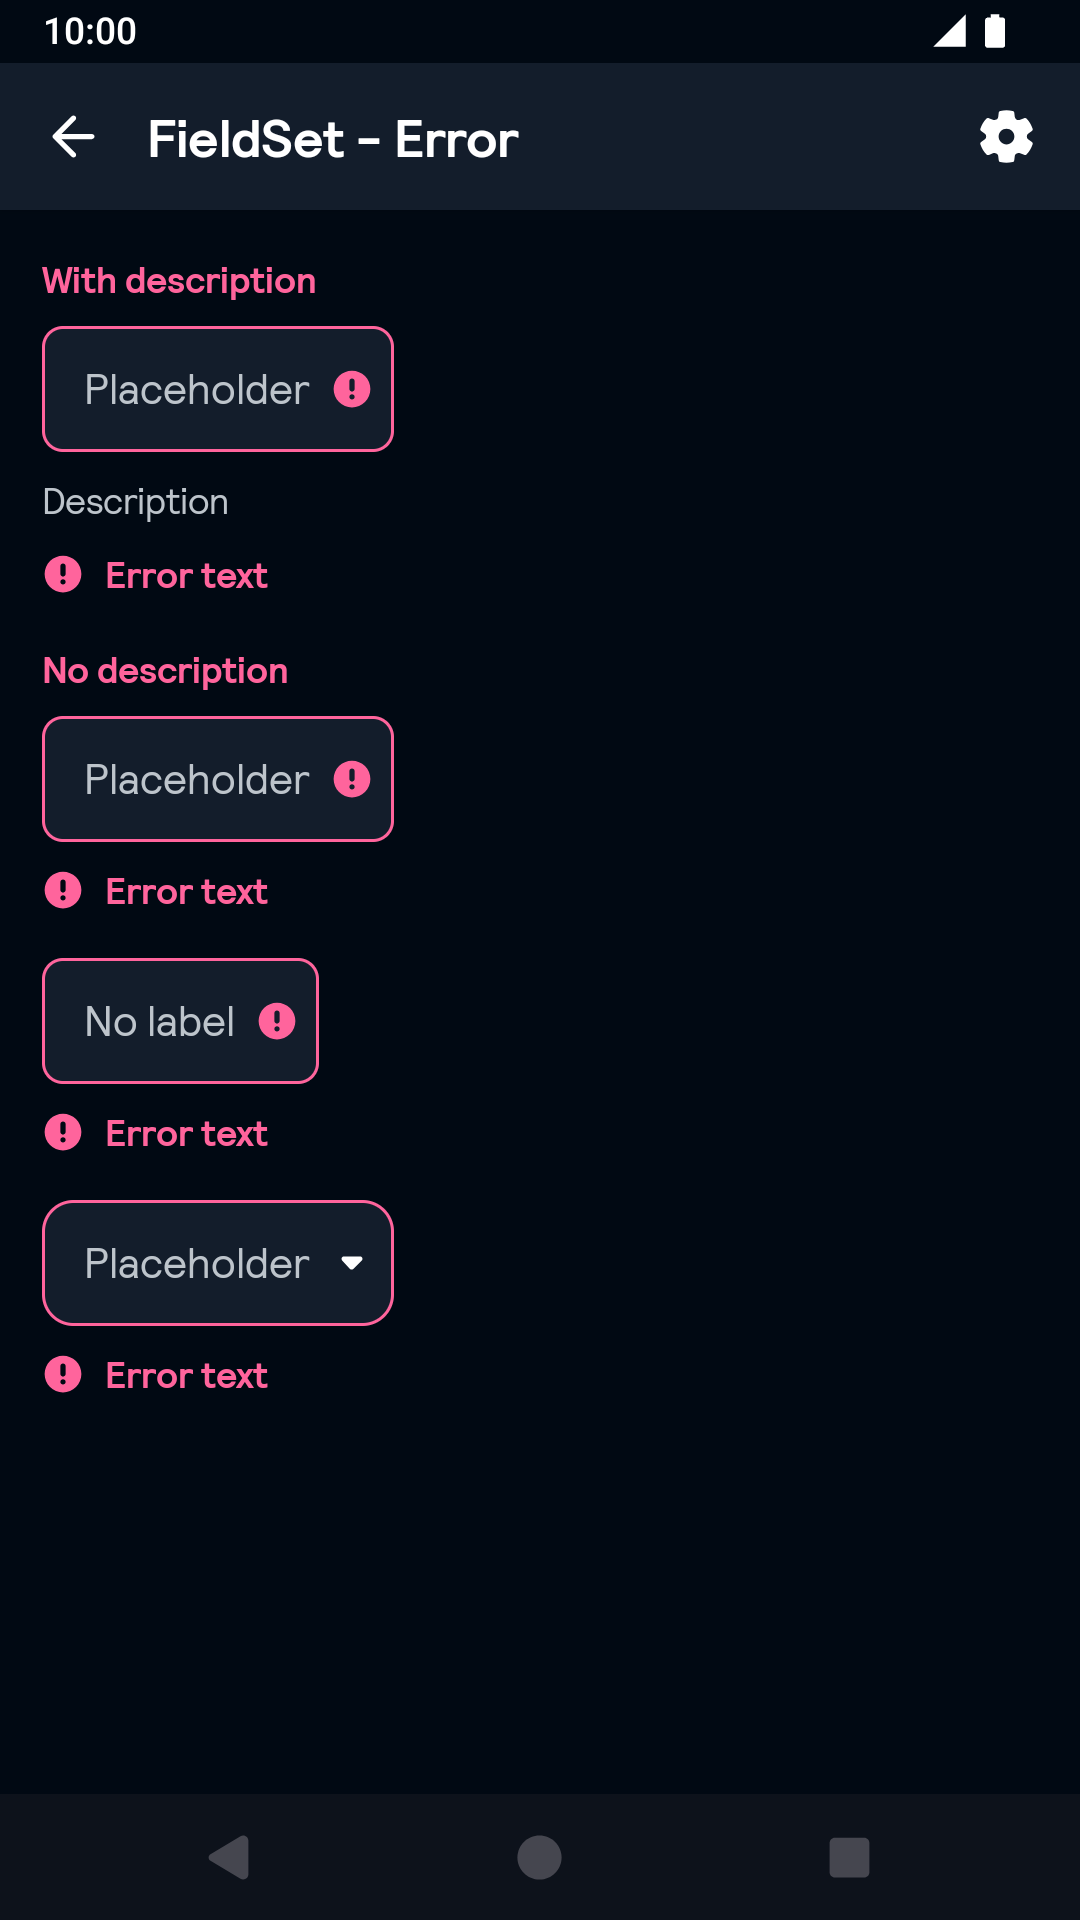 10:00
FieldSet - Error
With description
Placeholder
Description
Error text
No description
Placeholder
Error text
No label
Error text
Placeholder
Error text